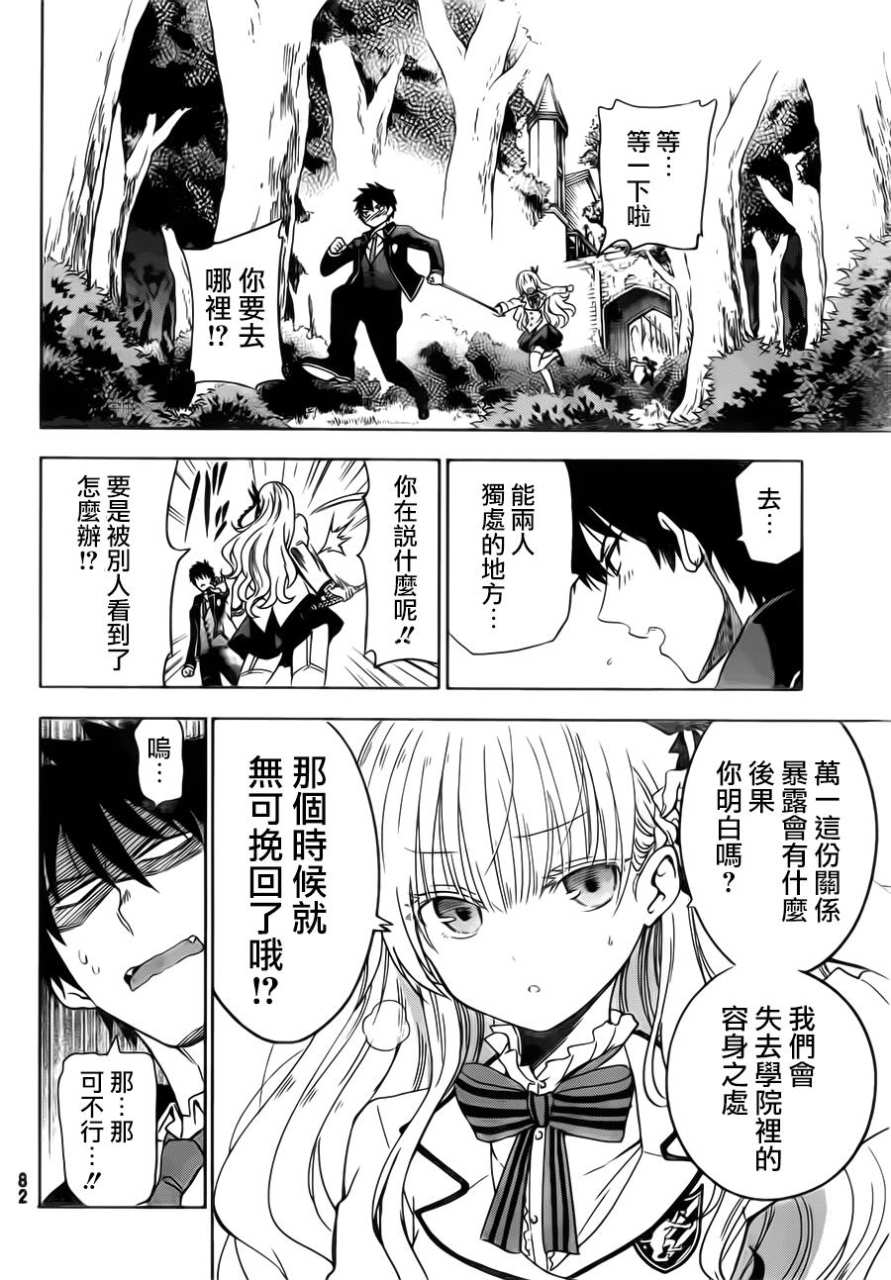 等…
等一下啦
你要去
哪裡!?
去…
能兩人
獨處的地方…
你在説什麼呢!!
要是被別人看到了
怎麼辦!?
萬一這份關係
暴露會有什麼
後果
你明白嗎?
我們會
失去學院裡的
容身之處
那個時候就
無可挽回了哦!?
嗚…
那…那
可不行…!!
82